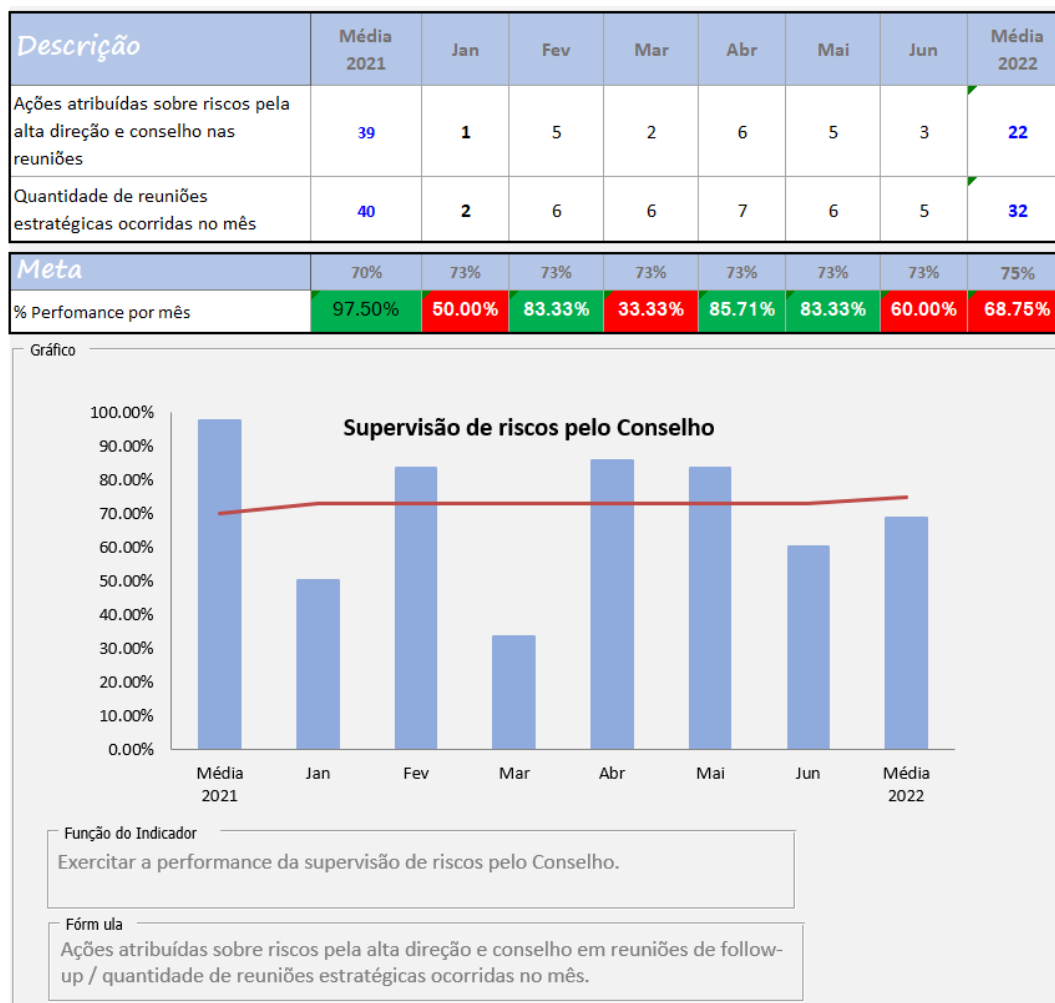 Descrição Média 2021 Jan Fev Mar Abr Mai Jun Média 2022
Ações atribuídas sobre riscos pela
alta direção e conselho nas
reuniões
39 1 5 2 6 5 3 22
Quantidade de reuniões
estratégicas ocorridas no mês
40 2 6 6 7 6 5 32
Meta 70% 73% 73% 73% 73% 73% 73% 75%
% Perfomance por mês 97.50% 50.00% 83.33% 33.33% 85.71% 83.33% 60.00% 68.75%
Gráfico
Supervisão de riscos pelo Conselho
100.00%
90.00%
80.00%
70.00%
60.00%
50.00%
40.00%
30.00%
20.00%
10.00%
0.00%
Média 2021 Jan Fev Mar Abr Mai Jun Média 2022
Função do Indicador
Exercitar a performance da supervisão de riscos pelo Conselho.
Fórm ula
Ações atribuídas sobre riscos pela alta direção e conselho em reuniões de follow-
up / quantidade de reuniões estratégicas ocorridas no mês.